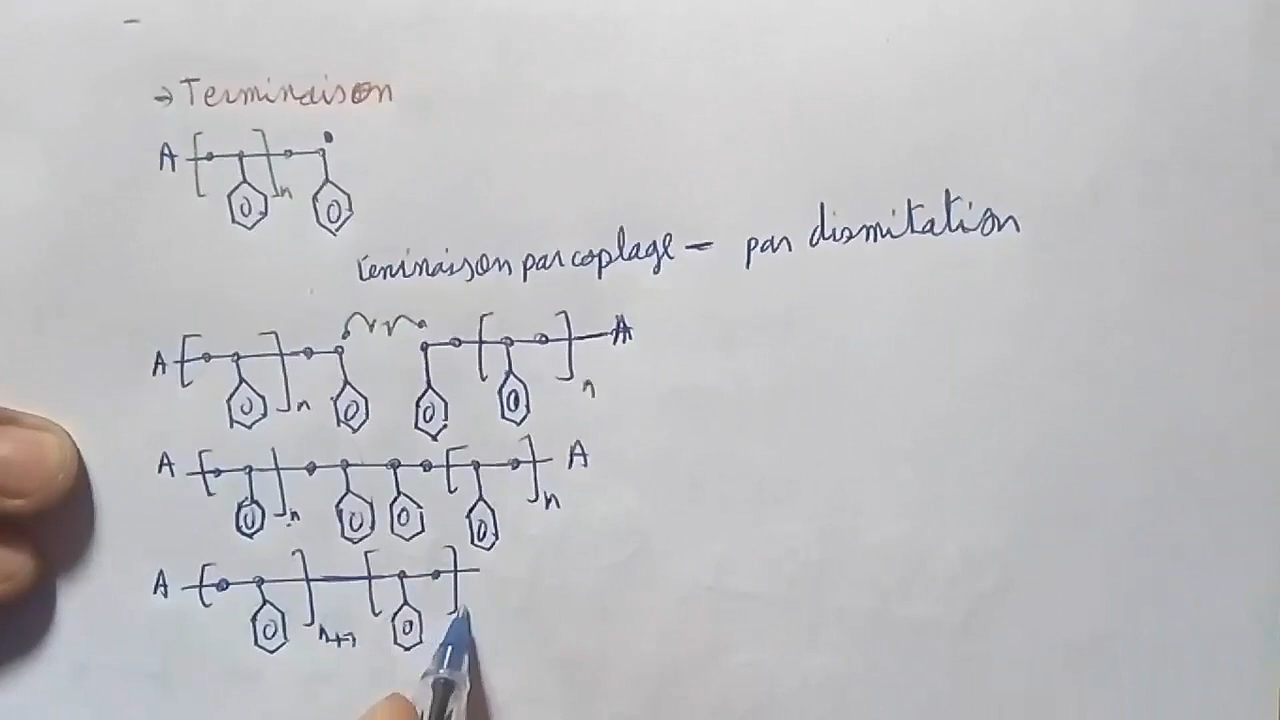 → Terminaison
A [ ]n
terminaison par coplage - par dismitation
A [ ]n [ ]n A
A [ ]n [ ]n A
A [ ]n+1 [ ]